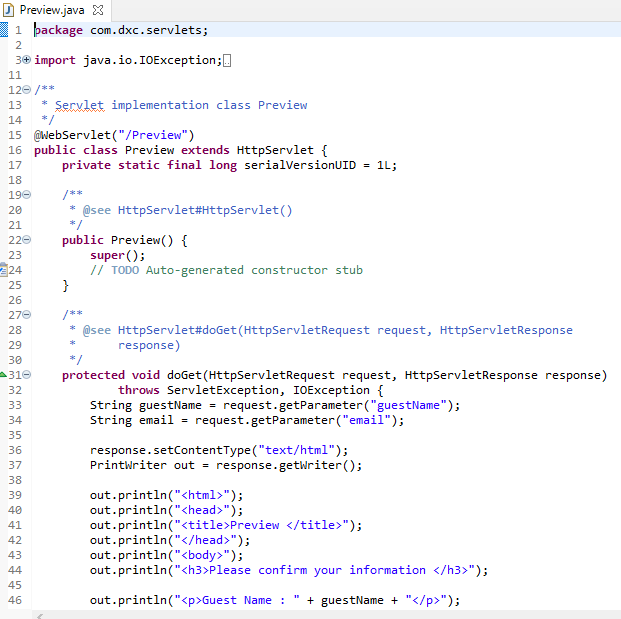 Preview.java
1 package com.dxc.servlets;
2
3 import java.io.IOException;
11
12 /**
13  * Servlet implementation class Preview
14  */
15 @WebServlet("/Preview")
16 public class Preview extends HttpServlet {
17     private static final long serialVersionUID = 1L;
18
19     /**
20      * @see HttpServlet#HttpServlet()
21      */
22     public Preview() {
23         super();
24         // TODO Auto-generated constructor stub
25     }
26
27     /**
28      * @see HttpServlet#doGet(HttpServletRequest request, HttpServletResponse
29      *      response)
30      */
31     protected void doGet(HttpServletRequest request, HttpServletResponse response)
32             throws ServletException, IOException {
33         String guestName = request.getParameter("guestName");
34         String email = request.getParameter("email");
35
36         response.setContentType("text/html");
37         PrintWriter out = response.getWriter();
38
39         out.println("<html>");
40         out.println("<head>");
41         out.println("<title>Preview </title>");
42         out.println("</head>");
43         out.println("<body>");
44         out.println("<h3>Please confirm your information </h3>");
45
46         out.println("<p>Guest Name : " + guestName + "</p>");